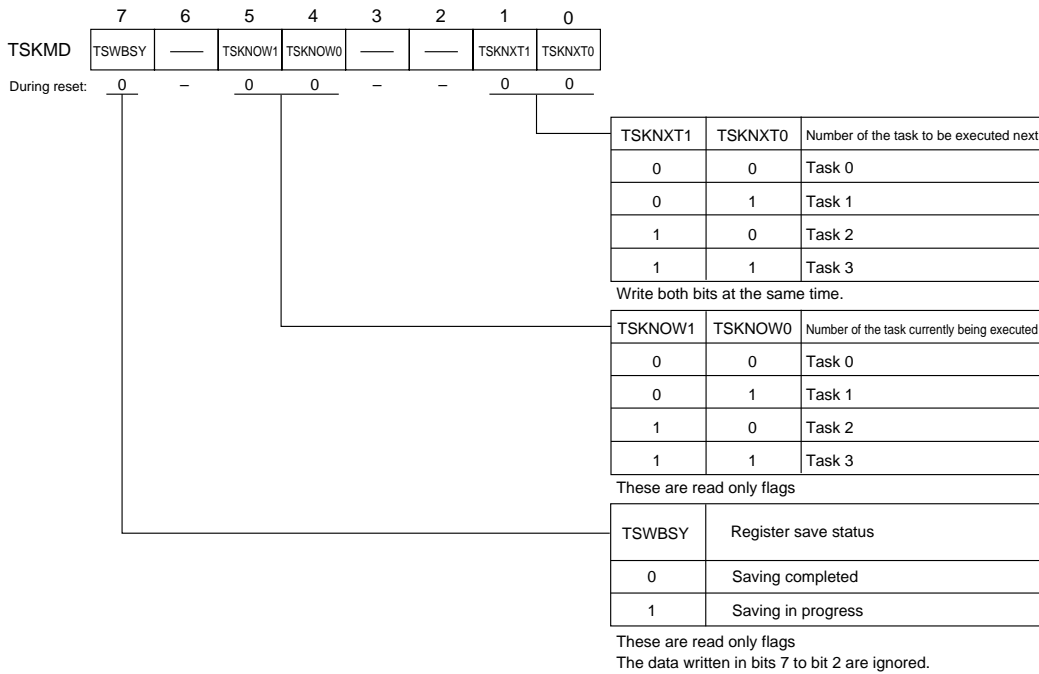 7 6 5 4 3 2 1 0
TSKMD TSWBSY — TSKNOW1 TSKNOW0 — — TSKNXT1 TSKNXT0
During reset: 0 – 0 0 – – 0 0
TSKNXT1 TSKNXT0 Number of the task to be executed next
0 0 Task 0
0 1 Task 1
1 0 Task 2
1 1 Task 3
Write both bits at the same time.
TSKNOW1 TSKNOW0 Number of the task currently being executed
0 0 Task 0
0 1 Task 1
1 0 Task 2
1 1 Task 3
These are read only flags
TSWBSY Register save status
0 Saving completed
1 Saving in progress
These are read only flags
The data written in bits 7 to bit 2 are ignored.